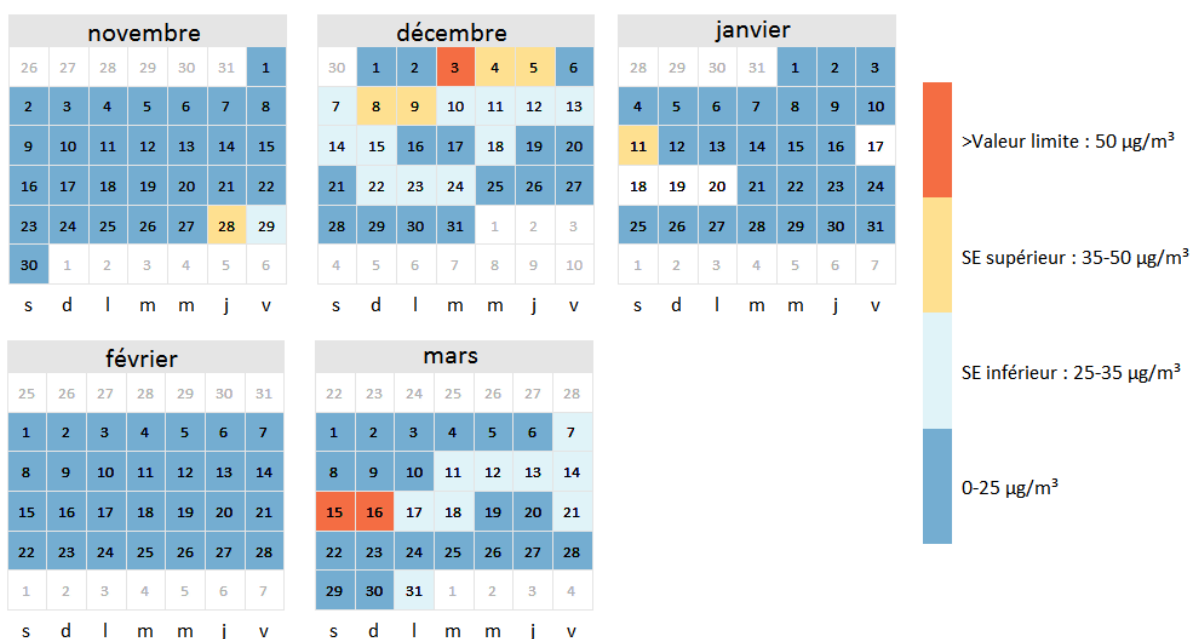 novembre
26 27 28 29 30 31 1
2 3 4 5 6 7 8
9 10 11 12 13 14 15
16 17 18 19 20 21 22
23 24 25 26 27 28 29
30 1 2 3 4 5 6
s d l m m j v
décembre
30 1 2 3 4 5 6
7 8 9 10 11 12 13
14 15 16 17 18 19 20
21 22 23 24 25 26 27
28 29 30 31 1 2 3
4 5 6 7 8 9 10
s d l m m j v
janvier
28 29 30 31 1 2 3
4 5 6 7 8 9 10
11 12 13 14 15 16 17
18 19 20 21 22 23 24
25 26 27 28 29 30 31
1 2 3 4 5 6 7
s d l m m j v
février
25 26 27 28 29 30 31
1 2 3 4 5 6 7
8 9 10 11 12 13 14
15 16 17 18 19 20 21
22 23 24 25 26 27 28
1 2 3 4 5 6 7
s d l m m j v
mars
22 23 24 25 26 27 28
1 2 3 4 5 6 7
8 9 10 11 12 13 14
15 16 17 18 19 20 21
22 23 24 25 26 27 28
29 30 31 1 2 3 4
s d l m m j v
>Valeur limite : 50 µg/m³
SE supérieur : 35-50 µg/m³
SE inférieur : 25-35 µg/m³
0-25 µg/m³